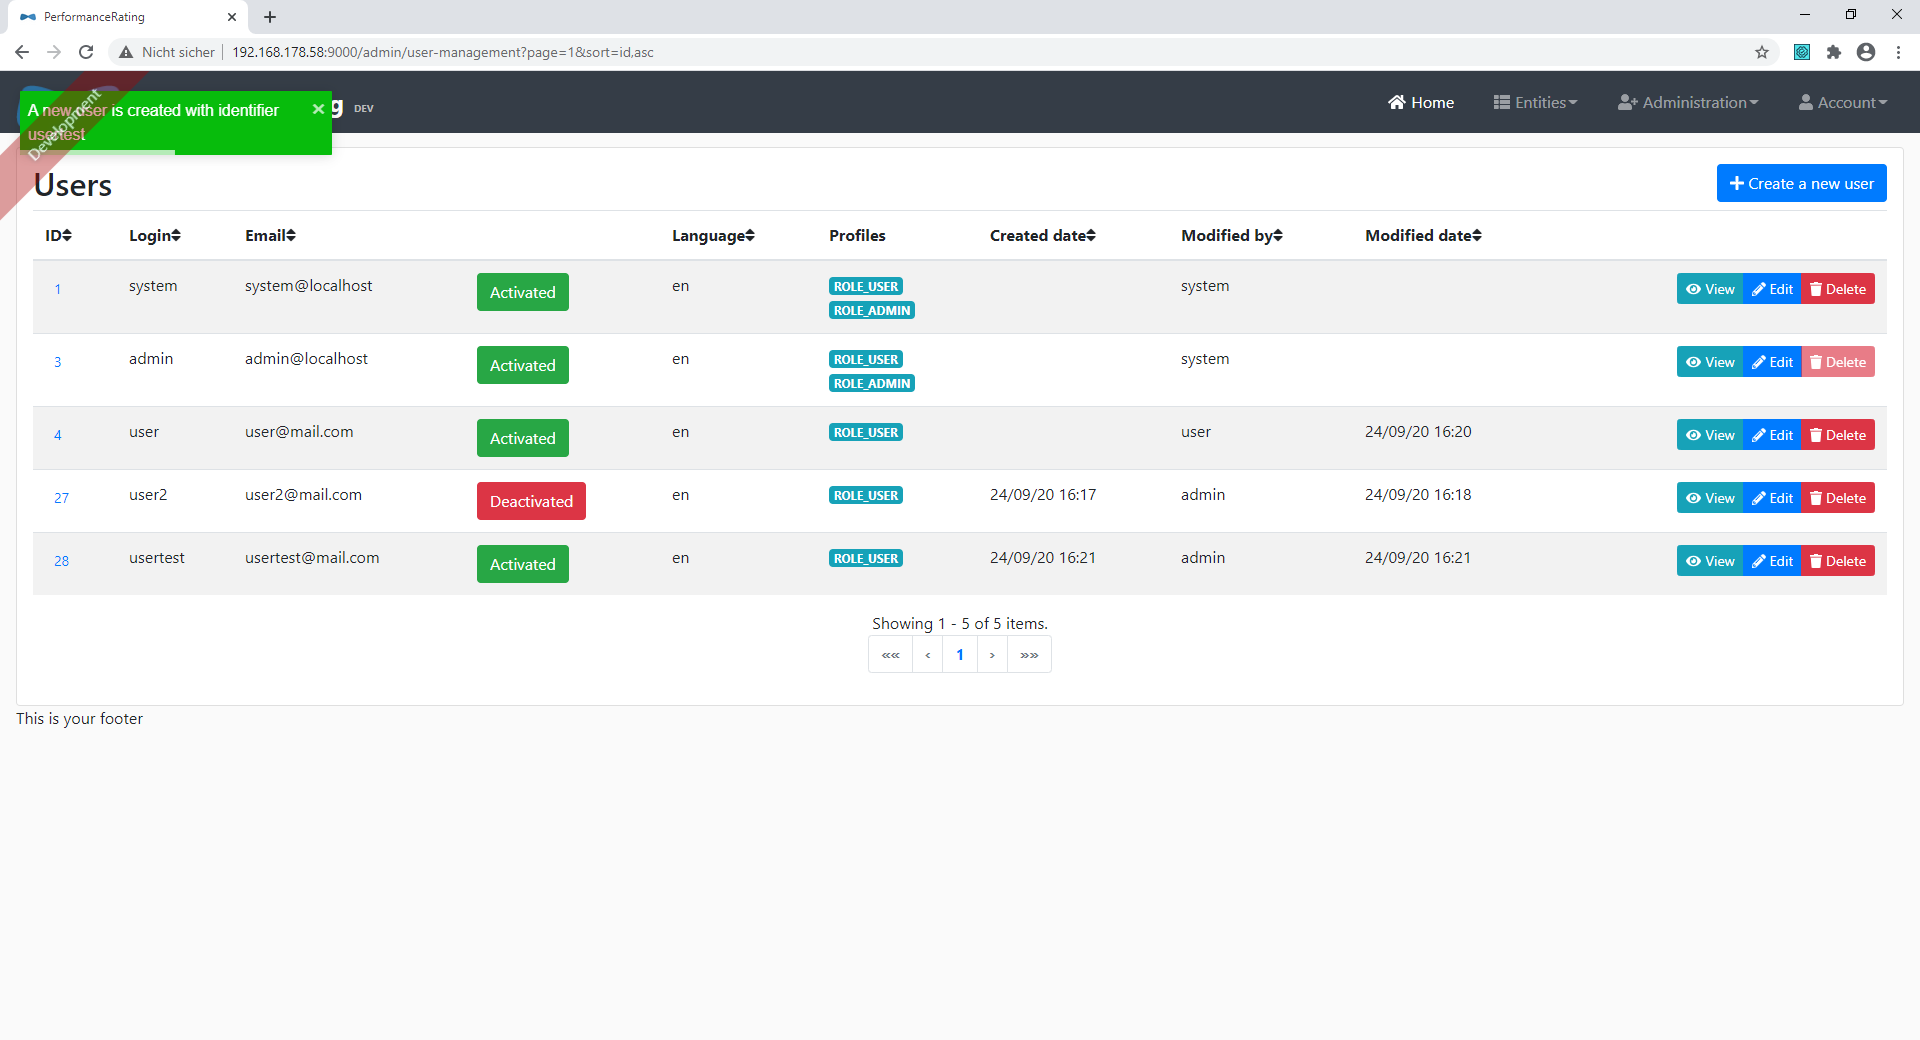 PerformanceRating
Nicht sicher 192.168.178.58:9000/admin/user-management?page=1&sort=id,asc
Development
A new user is created with identifier
usertest
g DEV
Home Entities Administration Account
Users
Create a new user
ID Login Email Language Profiles Created date Modified by Modified date
1 system system@localhost Activated en ROLE_USER system View Edit Delete
ROLE_ADMIN
3 admin admin@localhost Activated en ROLE_USER system View Edit Delete
ROLE_ADMIN
4 user user@mail.com Activated en ROLE_USER user 24/09/20 16:20 View Edit Delete
27 user2 user2@mail.com Deactivated en ROLE_USER 24/09/20 16:17 admin 24/09/20 16:18 View Edit Delete
28 usertest usertest@mail.com Activated en ROLE_USER 24/09/20 16:21 admin 24/09/20 16:21 View Edit Delete
Showing 1 - 5 of 5 items.
«« ‹ 1 › »»
This is your footer